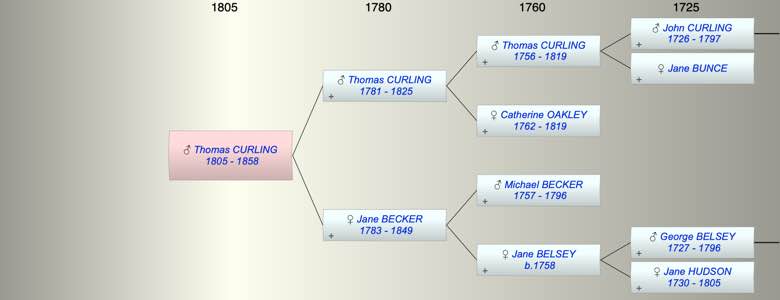 1805
1780
1760
1725
♂ John CURLING
1726 - 1797
+
♂ Thomas CURLING
1756 - 1819
+
♀ Jane BUNCE
+
♂ Thomas CURLING
1781 - 1825
+
♀ Catherine OAKLEY
1762 - 1819
+
♂ Thomas CURLING
1805 - 1858
♂ Michael BECKER
1757 - 1796
+
♀ Jane BECKER
1783 - 1849
+
♂ George BELSEY
1727 - 1796
+
♀ Jane BELSEY
b.1758
+
♀ Jane HUDSON
1730 - 1805
+